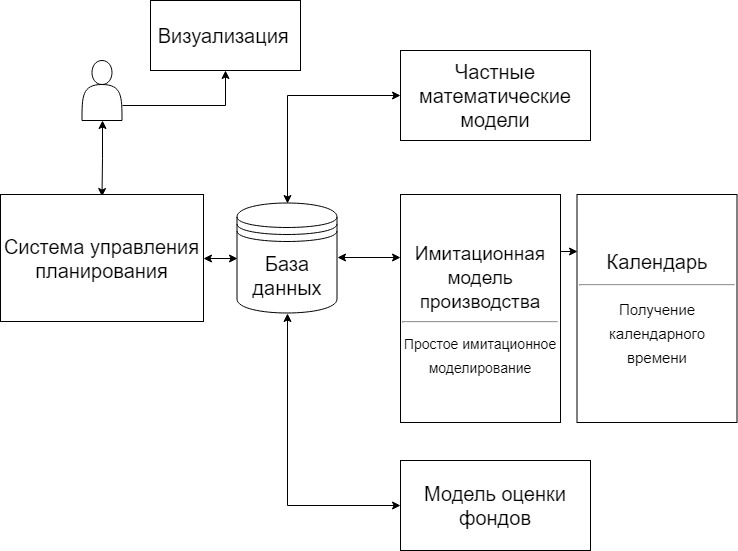 Визуализация
Частные
математические
модели
Система управления
планирования
База
данных
Имитационная
модель
производства
Простое имитационное
моделирование
Календарь
Получение
календарного
времени
Модель оценки
фондов